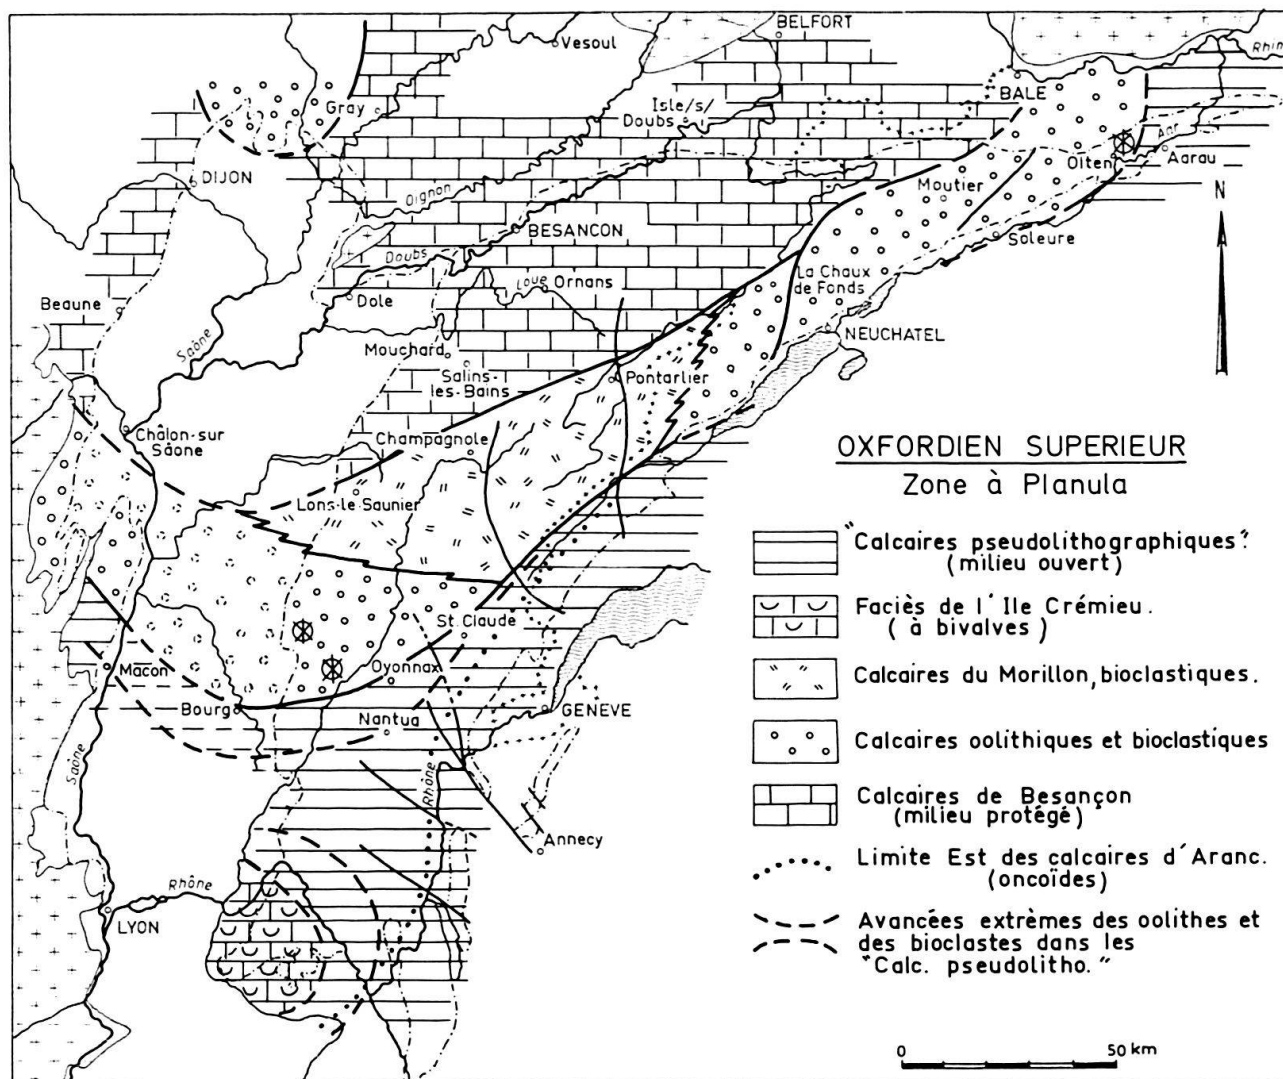 BELFORT
Vesoul
Rhin
Gray
Isle/s/
Doubs
BALE
Aar
Olten
Aarau
DIJON
Oignon
Moutier
N
BESANÇON
Soleure
Doubs
La Chaux
de Fonds
Loue
Ornans
Beaune
Dole
Saône
NEUCHATEL
Mouchard
Salins-
les-Bains
Pontarlier
Châlon-sur
Sâone
Champagnole
OXFORDIEN SUPERIEUR
Zone à Planula
Lons-le-Saunier
"Calcaires pseudolithographiques"
(milieu ouvert)
Faciès de l'Ile Crémieu.
(à bivalves)
St. Claude
Mâcon
Oyonnax
Calcaires du Morillon, bioclastiques.
Bourg
GENEVE
Nantua
Calcaires oolithiques et bioclastiques
Saône
Rhône
Calcaires de Besançon
(milieu protégé)
Annecy
Limite Est des calcaires d'Aranc.
(oncoïdes)
Rhône
LYON
Avancées extrèmes des oolithes et
des bioclastes dans les
"Calc. pseudolitho."
0 50 km